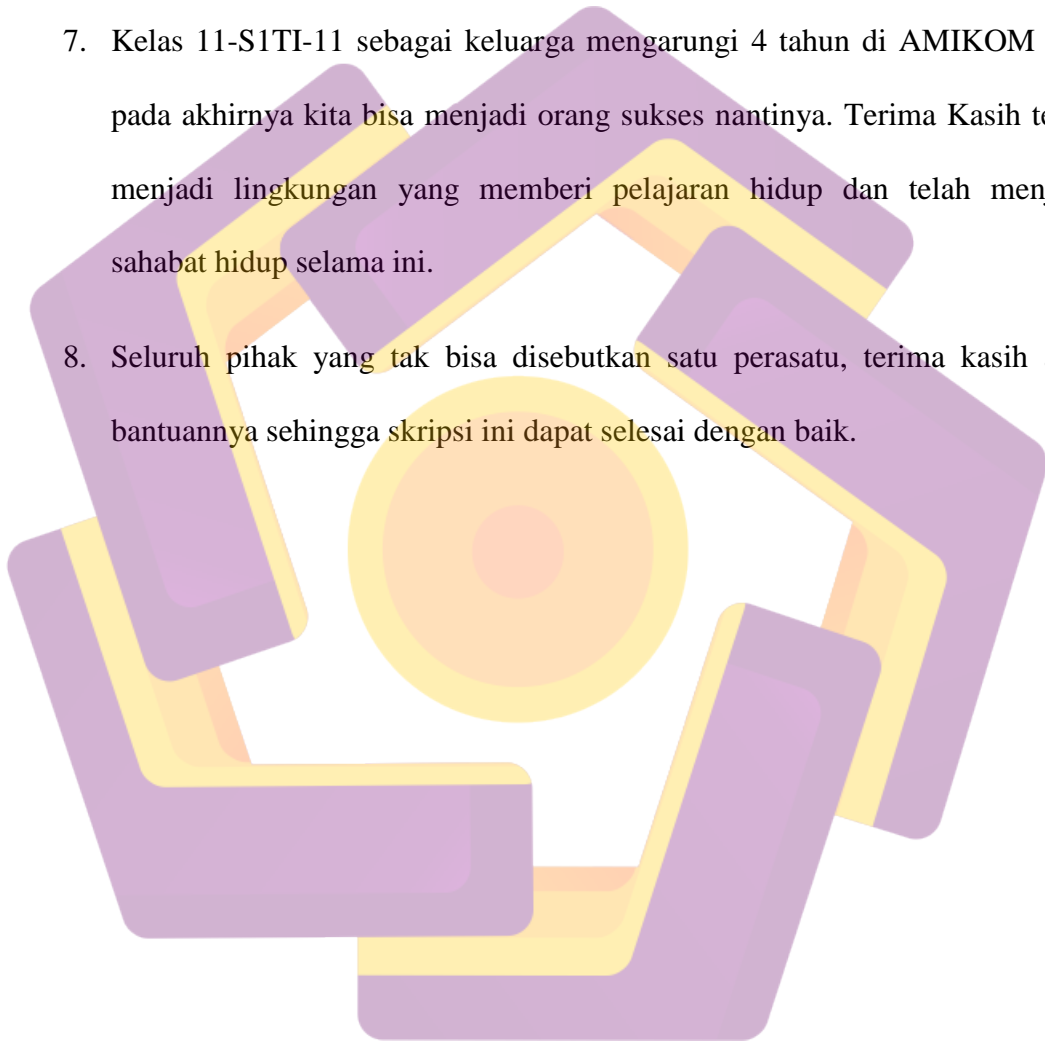 7. Kelas 11-S1TI-11 sebagai keluarga mengarungi 4 tahun di AMIKOM
pada akhirnya kita bisa menjadi orang sukses nantinya. Terima Kasih
menjadi lingkungan yang memberi pelajaran hidup dan telah
sahabat hidup selama ini.
8. Seluruh pihak yang tak bisa disebutkan satu perasatu, terima kasih
bantuannya sehingga skripsi ini dapat selesai dengan baik.